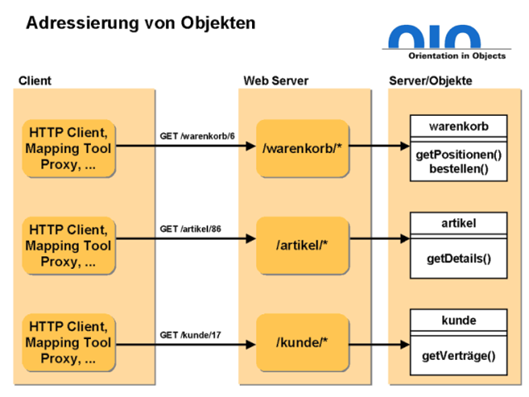 Adressierung von Objekten
OIO
Orientation in Objects
Client
Web Server
Server/Objekte
HTTP Client,
Mapping Tool
Proxy, ...
GET /warenkorb/6
/warenkorb/*
warenkorb
getPositionen()
bestellen()
HTTP Client,
Mapping Tool
Proxy, ...
GET /artikel/86
/artikel/*
artikel
getDetails()
HTTP Client,
Mapping Tool
Proxy, ...
GET /kunde/17
/kunde/*
kunde
getVerträge()